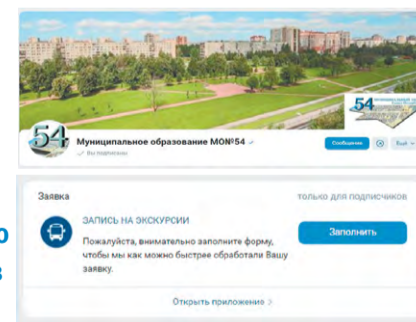 54
54
Муниципальное образование МО№54
Вы подписаны
Сообщение
Ещё
Заявка
только для подписчиков
ЗАПИСЬ НА ЭКСКУРСИИ
Заполнить
Пожалуйста, внимательно заполните форму,
чтобы мы как можно быстрее обработали Вашу
заявку.
Открыть приложение
ю
в